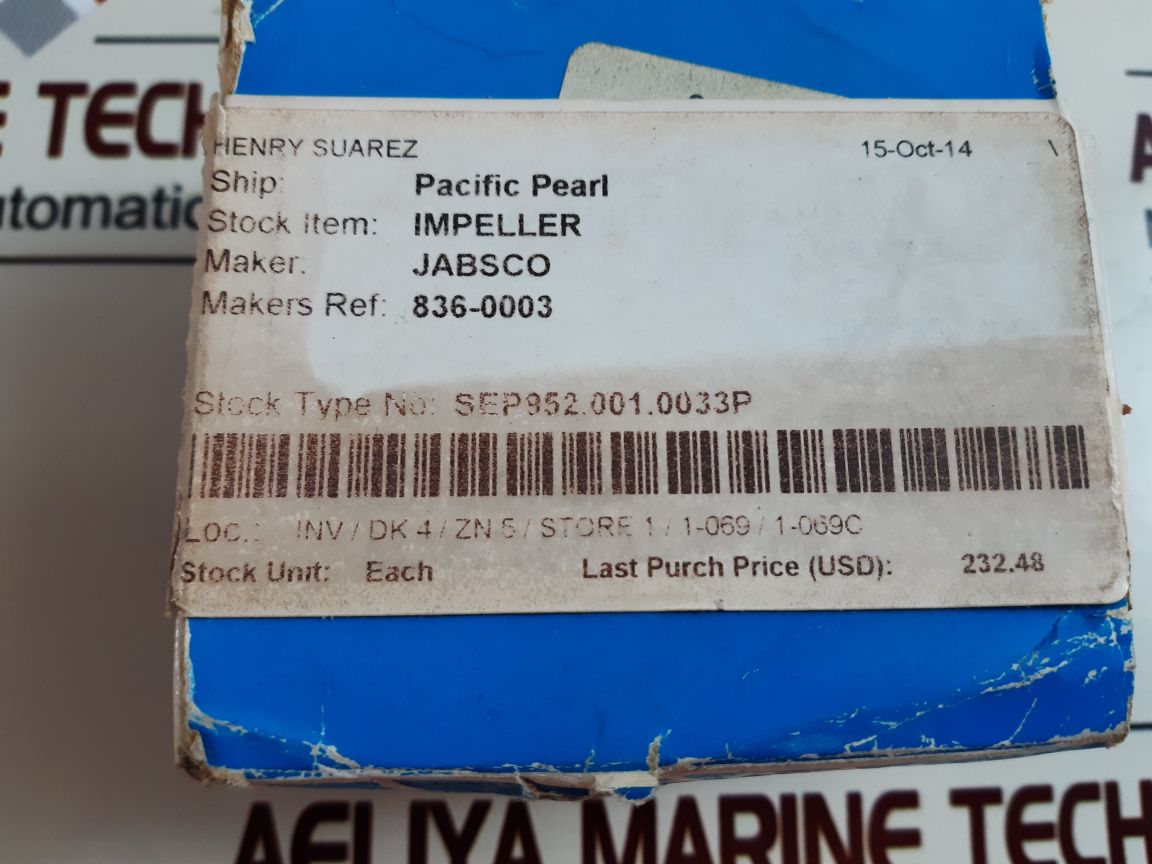 E TECH
utomatic
HENRY SUAREZ 15-Oct-14
Ship: Pacific Pearl
Stock Item: IMPELLER
Maker: JABSCO
Makers Ref: 836-0003
Stock Type No: SEP952.001.0033P
Loc.: INV / DK 4 / ZN 5 / STORE 1 / 1-069 / 1-069C
Stock Unit: Each Last Purch Price (USD): 232.48
AELIYA MARINE TECH